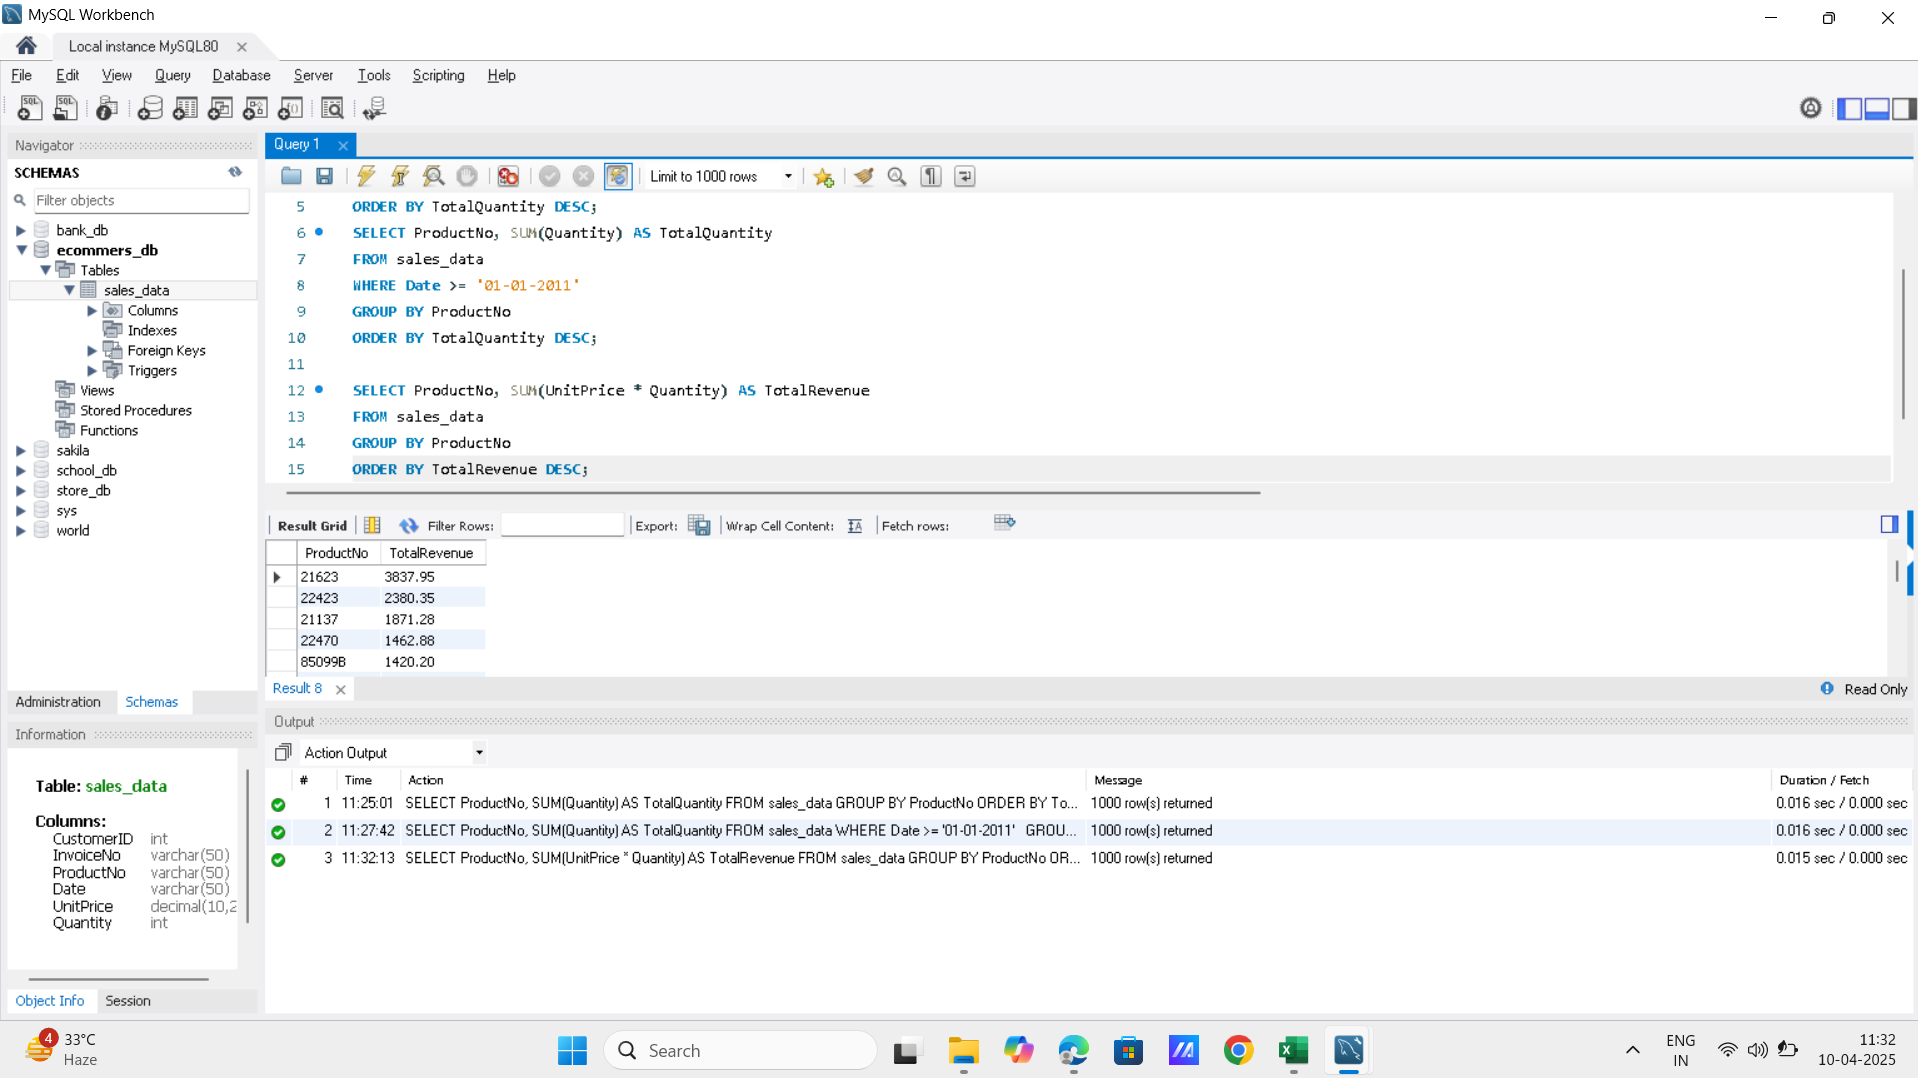 MySQL Workbench
Local instance MySQL80
File Edit View Query Database Server Tools Scripting Help
Navigator
SCHEMAS
Filter objects
bank_db
ecommers_db
Tables
sales_data
Columns
Indexes
Foreign Keys
Triggers
Views
Stored Procedures
Functions
sakila
school_db
store_db
sys
world
Administration Schemas
Information
Table: sales_data
Columns:
CustomerID int
InvoiceNo varchar(50)
ProductNo varchar(50)
Date varchar(50)
UnitPrice decimal(10,2
Quantity int
Object Info Session
Query 1
Limit to 1000 rows
5 ORDER BY TotalQuantity DESC;
6 SELECT ProductNo, SUM(Quantity) AS TotalQuantity
7 FROM sales_data
8 WHERE Date >= '01-01-2011'
9 GROUP BY ProductNo
10 ORDER BY TotalQuantity DESC;
11
12 SELECT ProductNo, SUM(UnitPrice * Quantity) AS TotalRevenue
13 FROM sales_data
14 GROUP BY ProductNo
15 ORDER BY TotalRevenue DESC;
Result Grid Filter Rows: Export: Wrap Cell Content: Fetch rows:
ProductNo TotalRevenue
21623 3837.95
22423 2380.35
21137 1871.28
22470 1462.88
85099B 1420.20
Result 8 Read Only
Output
Action Output
# Time Action Message Duration / Fetch
1 11:25:01 SELECT ProductNo, SUM(Quantity) AS TotalQuantity FROM sales_data GROUP BY ProductNo ORDER BY To... 1000 row(s) returned 0.016 sec / 0.000 sec
2 11:27:42 SELECT ProductNo, SUM(Quantity) AS TotalQuantity FROM sales_data WHERE Date >= '01-01-2011' GROU... 1000 row(s) returned 0.016 sec / 0.000 sec
3 11:32:13 SELECT ProductNo, SUM(UnitPrice * Quantity) AS TotalRevenue FROM sales_data GROUP BY ProductNo OR... 1000 row(s) returned 0.015 sec / 0.000 sec
4
33°C
Haze
Search
ENG
IN
11:32
10-04-2025